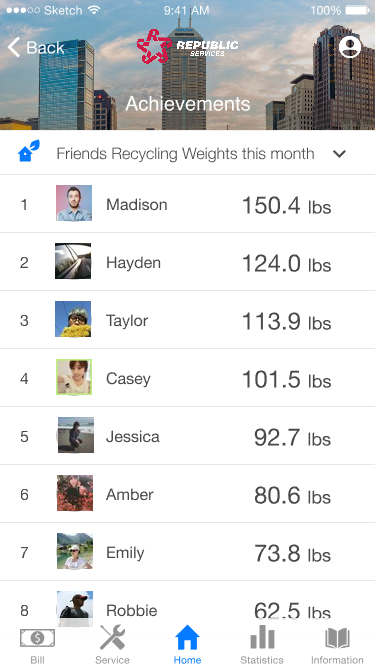 Sketch 9:41 AM 100%
Back
REPUBLIC
SERVICES
Achievements
Friends Recycling Weights this month
1 Madison 150.4 lbs
2 Hayden 124.0 lbs
3 Taylor 113.9 lbs
4 Casey 101.5 lbs
5 Jessica 92.7 lbs
6 Amber 80.6 lbs
7 Emily 73.8 lbs
8 Robbie 62.5 lbs
Bill Service Home Statistics Information